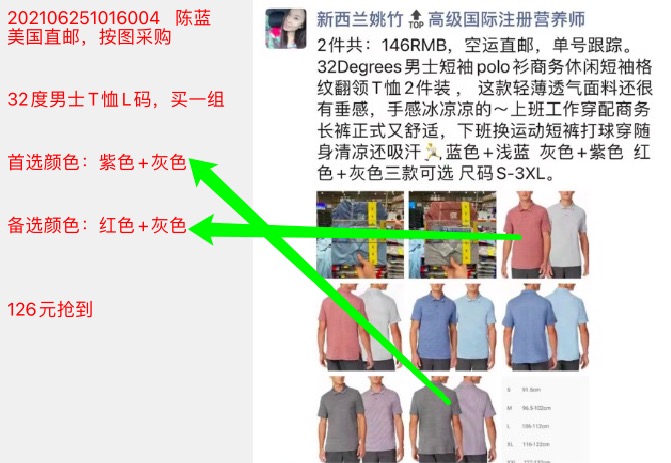 202106251016004 陈蓝
美国直邮，按图采购
32度男士T恤L码，买一组
首选颜色：紫色+灰色
备选颜色：红色+灰色
126元抢到
新西兰姚竹⬆TOP高级国际注册营养师
2件共：146RMB，空运直邮，单号跟踪。
32Degrees男士短袖polo衫商务休闲短袖格
纹翻领T恤2件装， 这款轻薄透气面料还很
有垂感，手感冰凉凉的～上班工作穿配商务
长裤正式又舒适，下班换运动短裤打球穿随
身清凉还吸汗🏃,蓝色+浅蓝 灰色+紫色 红
色+灰色三款可选 尺码S-3XL。
S
M 96.5-102cm
L
XL